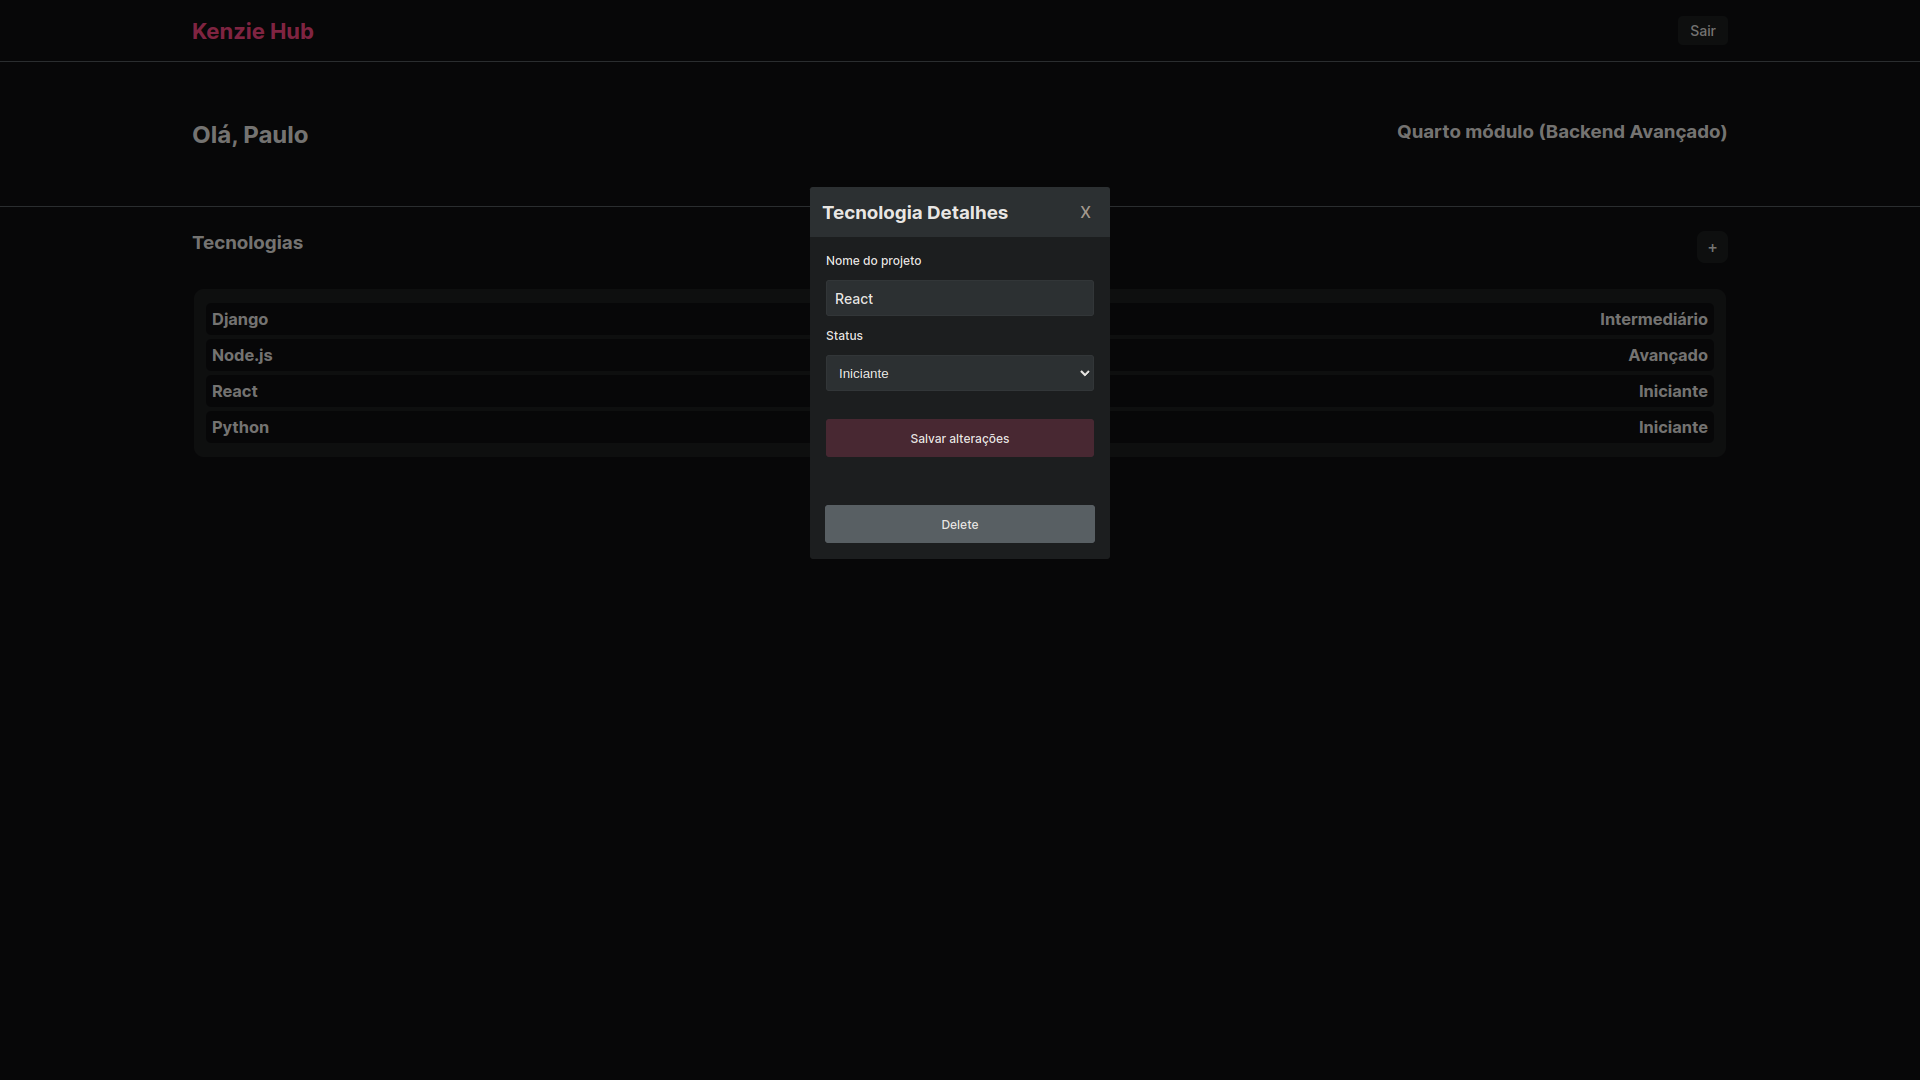 Kenzie Hub
Sair
Olá, Paulo
Quarto módulo (Backend Avançado)
Tecnologias
+
Django
Intermediário
Node.js
Avançado
React
Iniciante
Python
Iniciante
Tecnologia Detalhes
X
Nome do projeto
React
Status
Iniciante
Salvar alterações
Delete